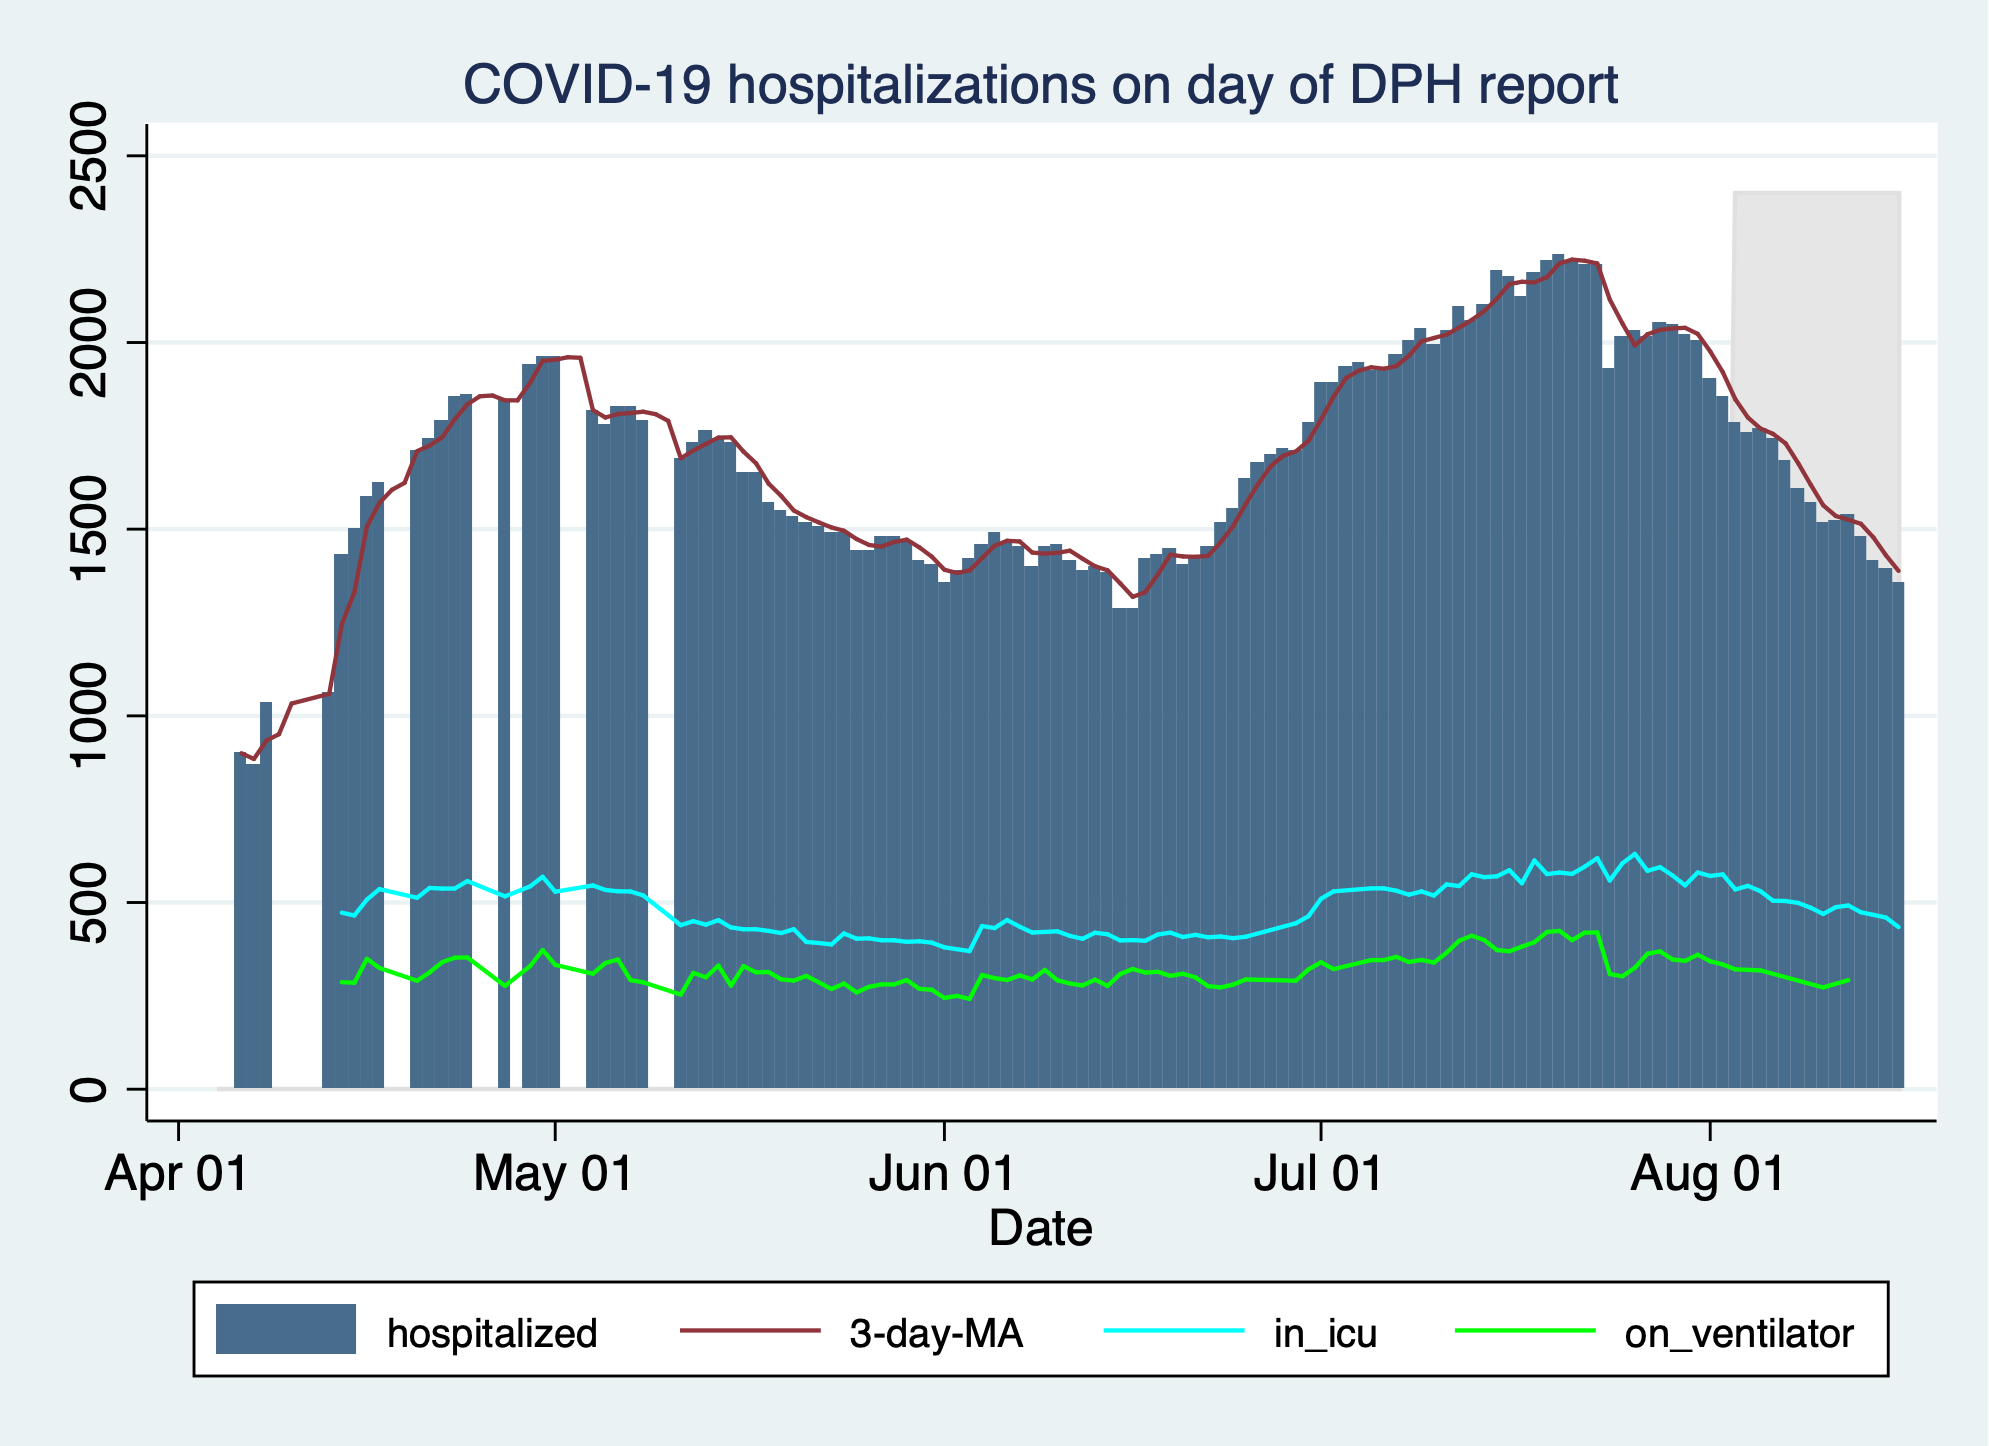 COVID-19 hospitalizations on day of DPH report
2500
2000
1500
1000
500
0
Apr 01 May 01 Jun 01 Jul 01 Aug 01
Date
hospitalized 3-day-MA in_icu on_ventilator